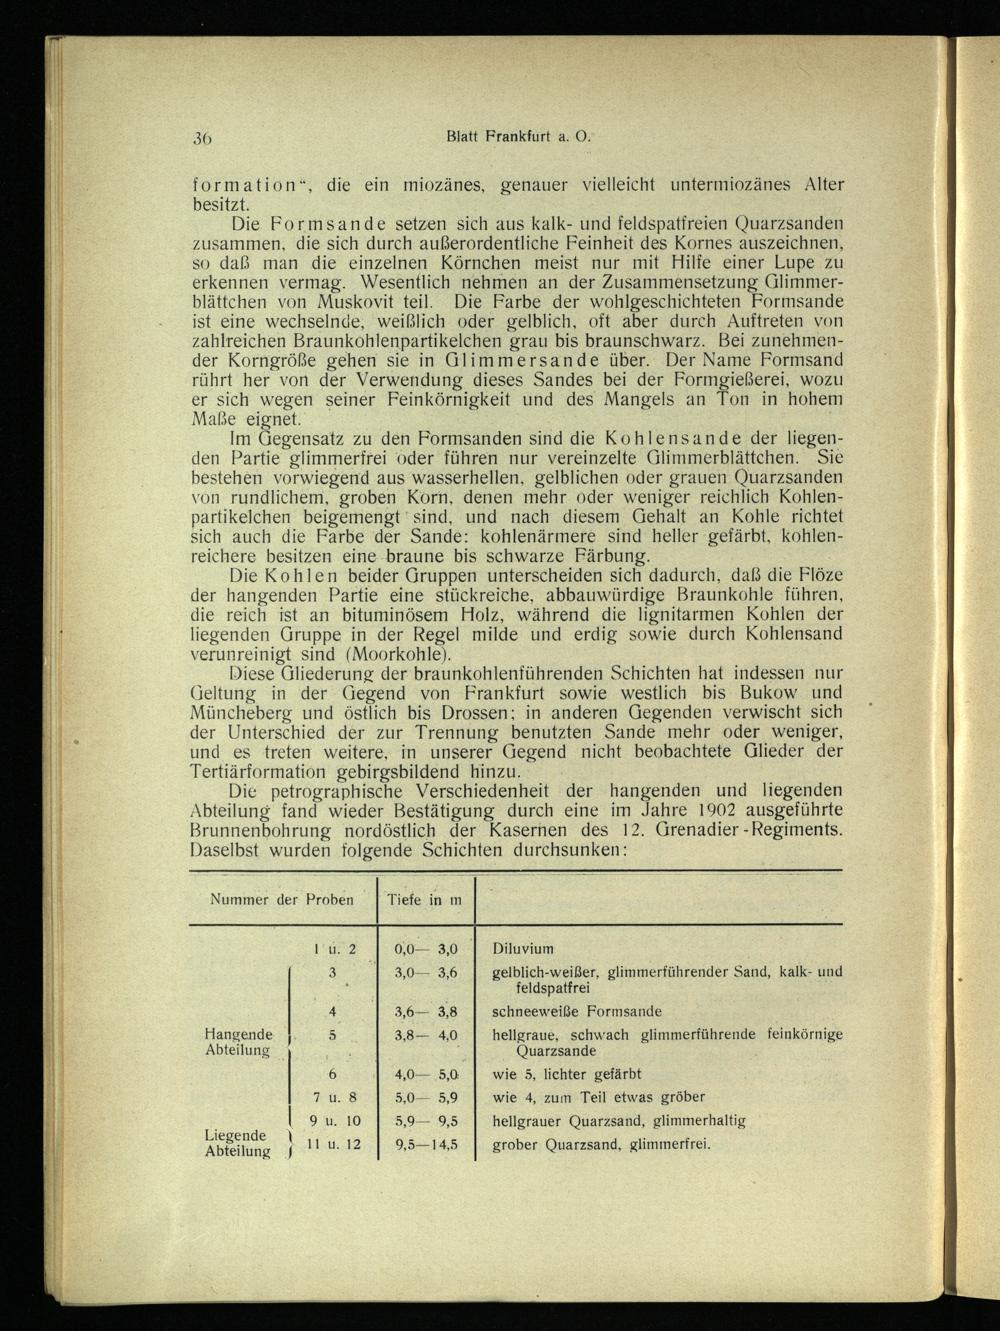 36
Blatt Frankfurt a. O.
formation“, die ein miozänes, genauer vielleicht untermiozänes Alter
besitzt.
Die Formsande setzen sich aus kalk- und feldspatfreien Quarzsanden
zusammen, die sich durch außerordentliche Feinheit des Kornes auszeichnen,
so daß man die einzelnen Körnchen meist nur mit Hilfe einer Lupe zu
erkennen vermag. Wesentlich nehmen an der Zusammensetzung Glimmer-
blättchen von Muskovit teil. Die Farbe der wohlgeschichteten Formsande
ist eine wechselnde, weißlich oder gelblich, oft aber durch Auftreten von
zahlreichen Braunkohlenpartikelchen grau bis braunschwarz. Bei zunehmen-
der Korngröße gehen sie in Glimmersande über. Der Name Formsand
rührt her von der Verwendung dieses Sandes bei der Formgießerei, wozu
er sich wegen seiner Feinkörnigkeit und des Mangels an Ton in hohem
Maße eignet.
Im Gegensatz zu den Formsanden sind die Kohlensande der liegen-
den Partie glimmerfrei oder führen nur vereinzelte Glimmerblättchen. Sie
bestehen vorwiegend aus wasserhellen, gelblichen oder grauen Quarzsanden
von rundlichem, groben Korn, denen mehr oder weniger reichlich Kohlen-
partikelchen beigemengt sind, und nach diesem Gehalt an Kohle richtet
sich auch die Farbe der Sande: kohlenärmere sind heller gefärbt, kohlen-
reichere besitzen eine braune bis schwarze Färbung.
Die Kohlen beider Gruppen unterscheiden sich dadurch, daß die Flöze
der hangenden Partie eine stückreiche, abbauwürdige Braunkohle führen,
die reich ist an bituminösem Holz, während die lignitarmen Kohlen der
liegenden Gruppe in der Regel milde und erdig sowie durch Kohlensand
verunreinigt sind (Moorkohle).
Diese Gliederung der braunkohlenführenden Schichten hat indessen nur
Geltung in der Gegend von Frankfurt sowie westlich bis Bukow und
Müncheberg und östlich bis Drossen; in anderen Gegenden verwischt sich
der Unterschied der zur Trennung benutzten Sande mehr oder weniger,
und es treten weitere, in unserer Gegend nicht beobachtete Glieder der
Tertiärformation gebirgsbildend hinzu.
Die petrographische Verschiedenheit der hangenden und liegenden
Abteilung fand wieder Bestätigung durch eine im Jahre 1902 ausgeführte
Brunnenbohrung nordöstlich der Kasernen des 12. Grenadier-Regiments.
Daselbst wurden folgende Schichten durchsunken:
Nummer der Proben Tiefe in m
1 u. 2 0,0— 3,0 Diluvium
3 3,0— 3,6 gelblich-weißer, glimmerführender Sand, kalk- und
feldspatfrei
4 3,6— 3,8 schneeweiße Formsande
Hangende 5 3,8— 4,0 hellgraue, schwach glimmerführende feinkörnige
Abteilung Quarzsande
6 4,0— 5,0 wie 5, lichter gefärbt
7 u. 8 5,0— 5,9 wie 4, zum Teil etwas gröber
9 u. 10 5,9— 9,5 hellgrauer Quarzsand, glimmerhaltig
Liegende
Abteilung 11 u. 12 9,5—14,5 grober Quarzsand, glimmerfrei.